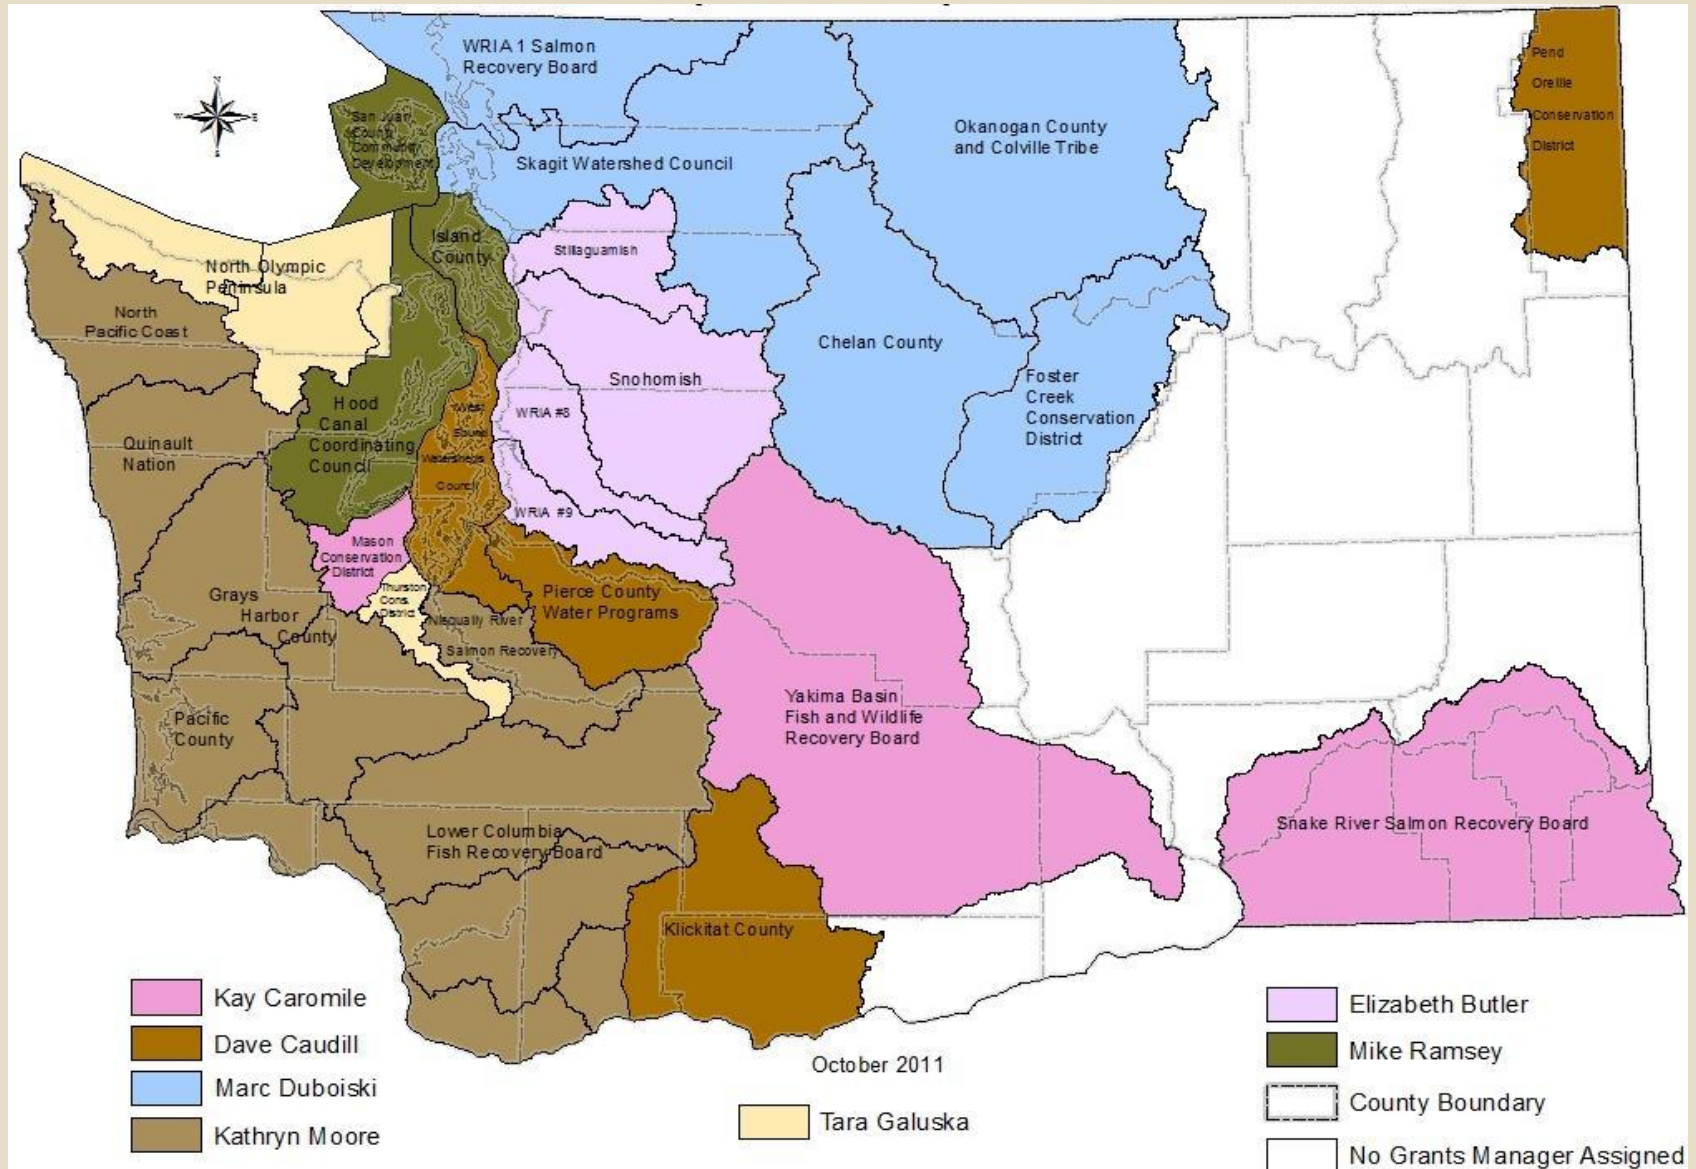 N
W
E
S
WRIA 1 Salmon
Recovery Board
San Juan
County
Community
Development
Skagit Watershed Council
Okanogan County
and Colville Tribe
Pend
Oreille
Conservation
District
Island
County
Stillaguamish
North Olympic
Peninsula
North
Pacific Coast
Chelan County
Snohomish
Foster
Creek
Conservation
District
WRIA #8
Hood
Canal
Coordinating
Council
West
Sound
Watersheds
Council
Quinault
Nation
WRIA #9
Mason
Conservation
District
Thurston
Cons.
District
Pierce County
Water Programs
Grays
Harbor
County
Nisqually River
Salmon Recovery
Yakima Basin
Fish and Wildlife
Recovery Board
Pacific
County
Lower Columbia
Fish Recovery Board
Snake River Salmon Recovery Board
Klickitat County
October 2011
Kay Caromile
Dave Caudill
Marc Duboiski
Kathryn Moore
Tara Galuska
Elizabeth Butler
Mike Ramsey
County Boundary
No Grants Manager Assigned